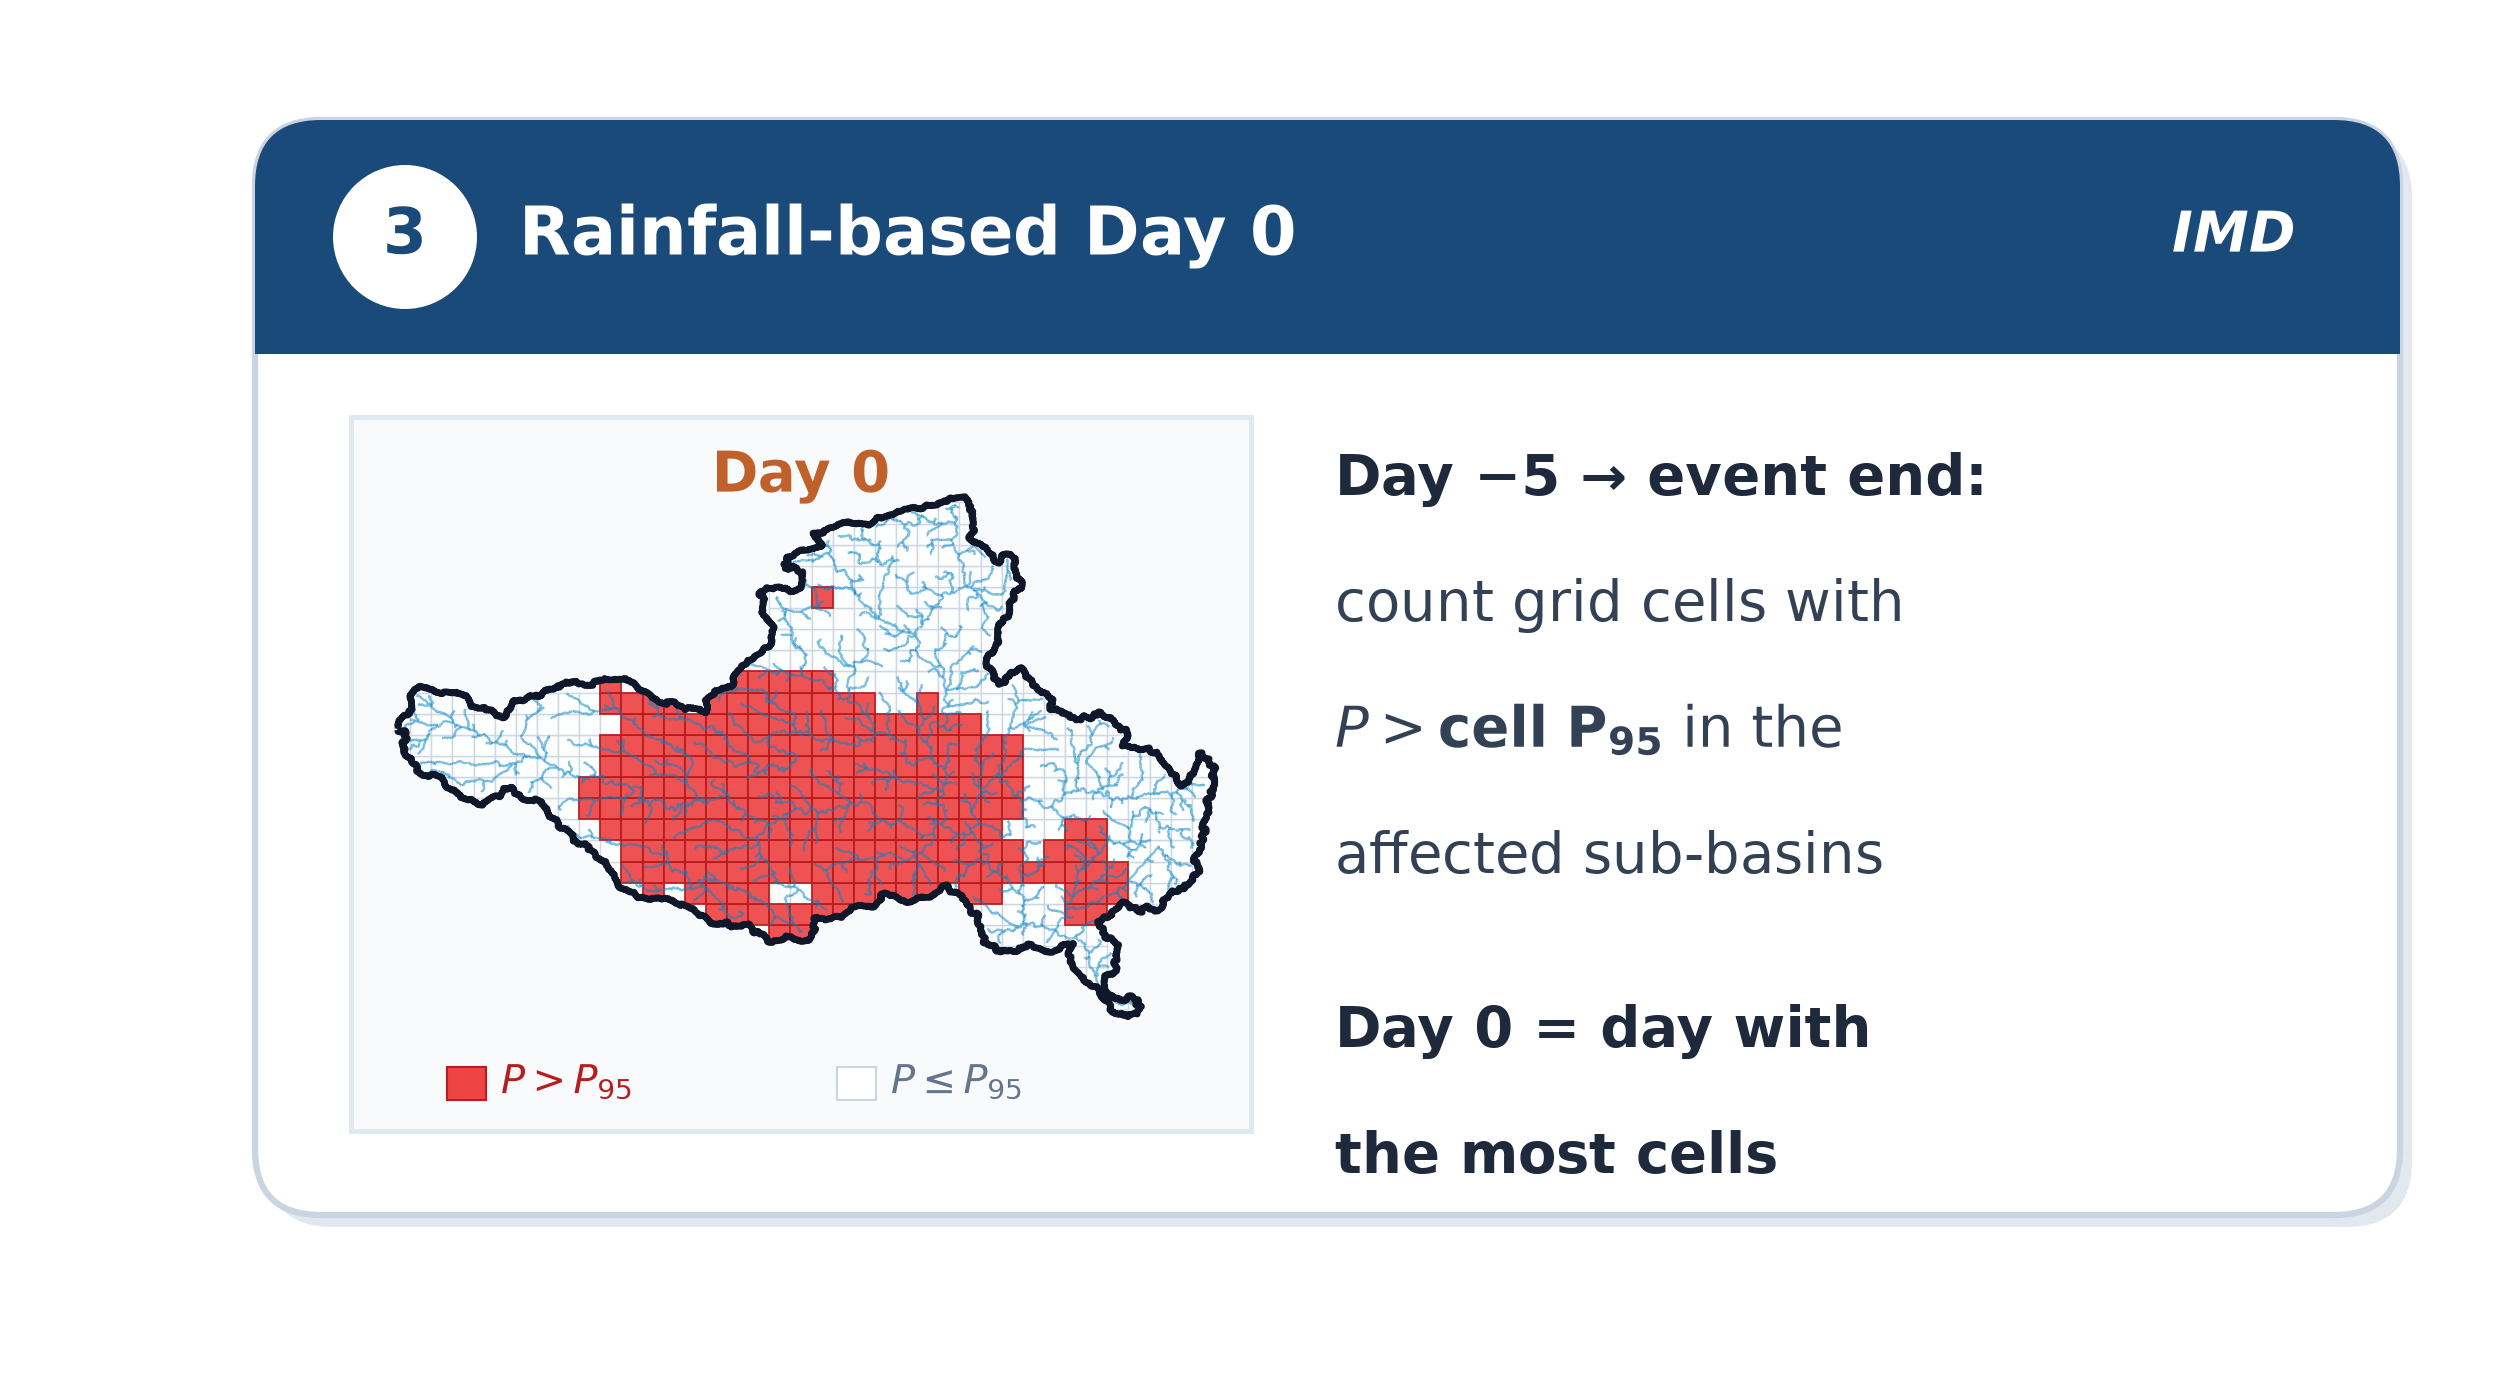 3 Rainfall-based Day 0 IMD
Day 0
P > P₉₅
P ≤ P₉₅
Day −5 → event end:
count grid cells with
P > cell P₉₅ in the
affected sub-basins
Day 0 = day with
the most cells